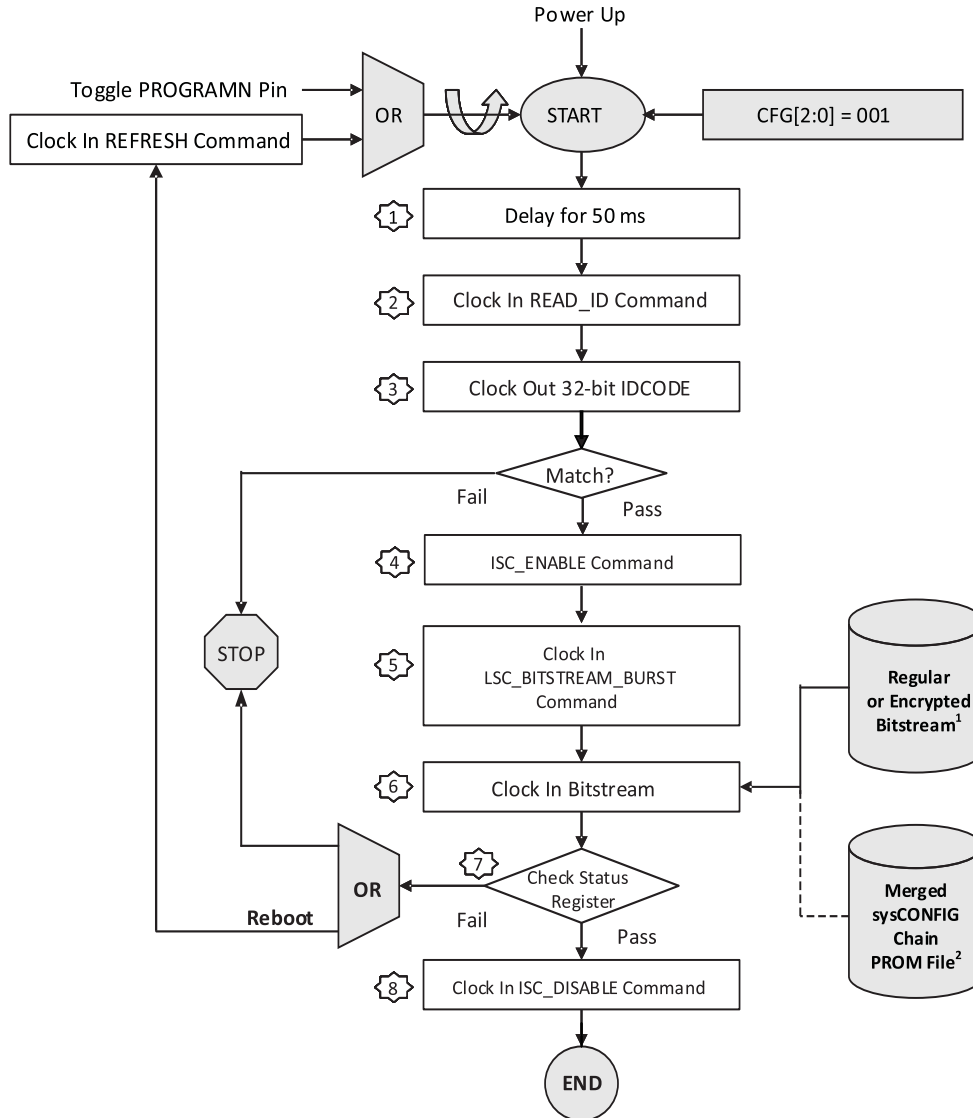 Power Up
Toggle PROGRAMN Pin
OR
START
CFG[2:0] = 001
Clock In REFRESH Command
1
Delay for 50 ms
2
Clock In READ_ID Command
3
Clock Out 32-bit IDCODE
Match?
Fail
Pass
4
ISC_ENABLE Command
STOP
5
Clock In
LSC_BITSTREAM_BURST
Command
Regular
or Encrypted
Bitstream1
6
Clock In Bitstream
7
Check Status
Register
OR
Reboot
Fail
Pass
Merged
sysCONFIG
Chain
PROM File2
8
Clock In ISC_DISABLE Command
END